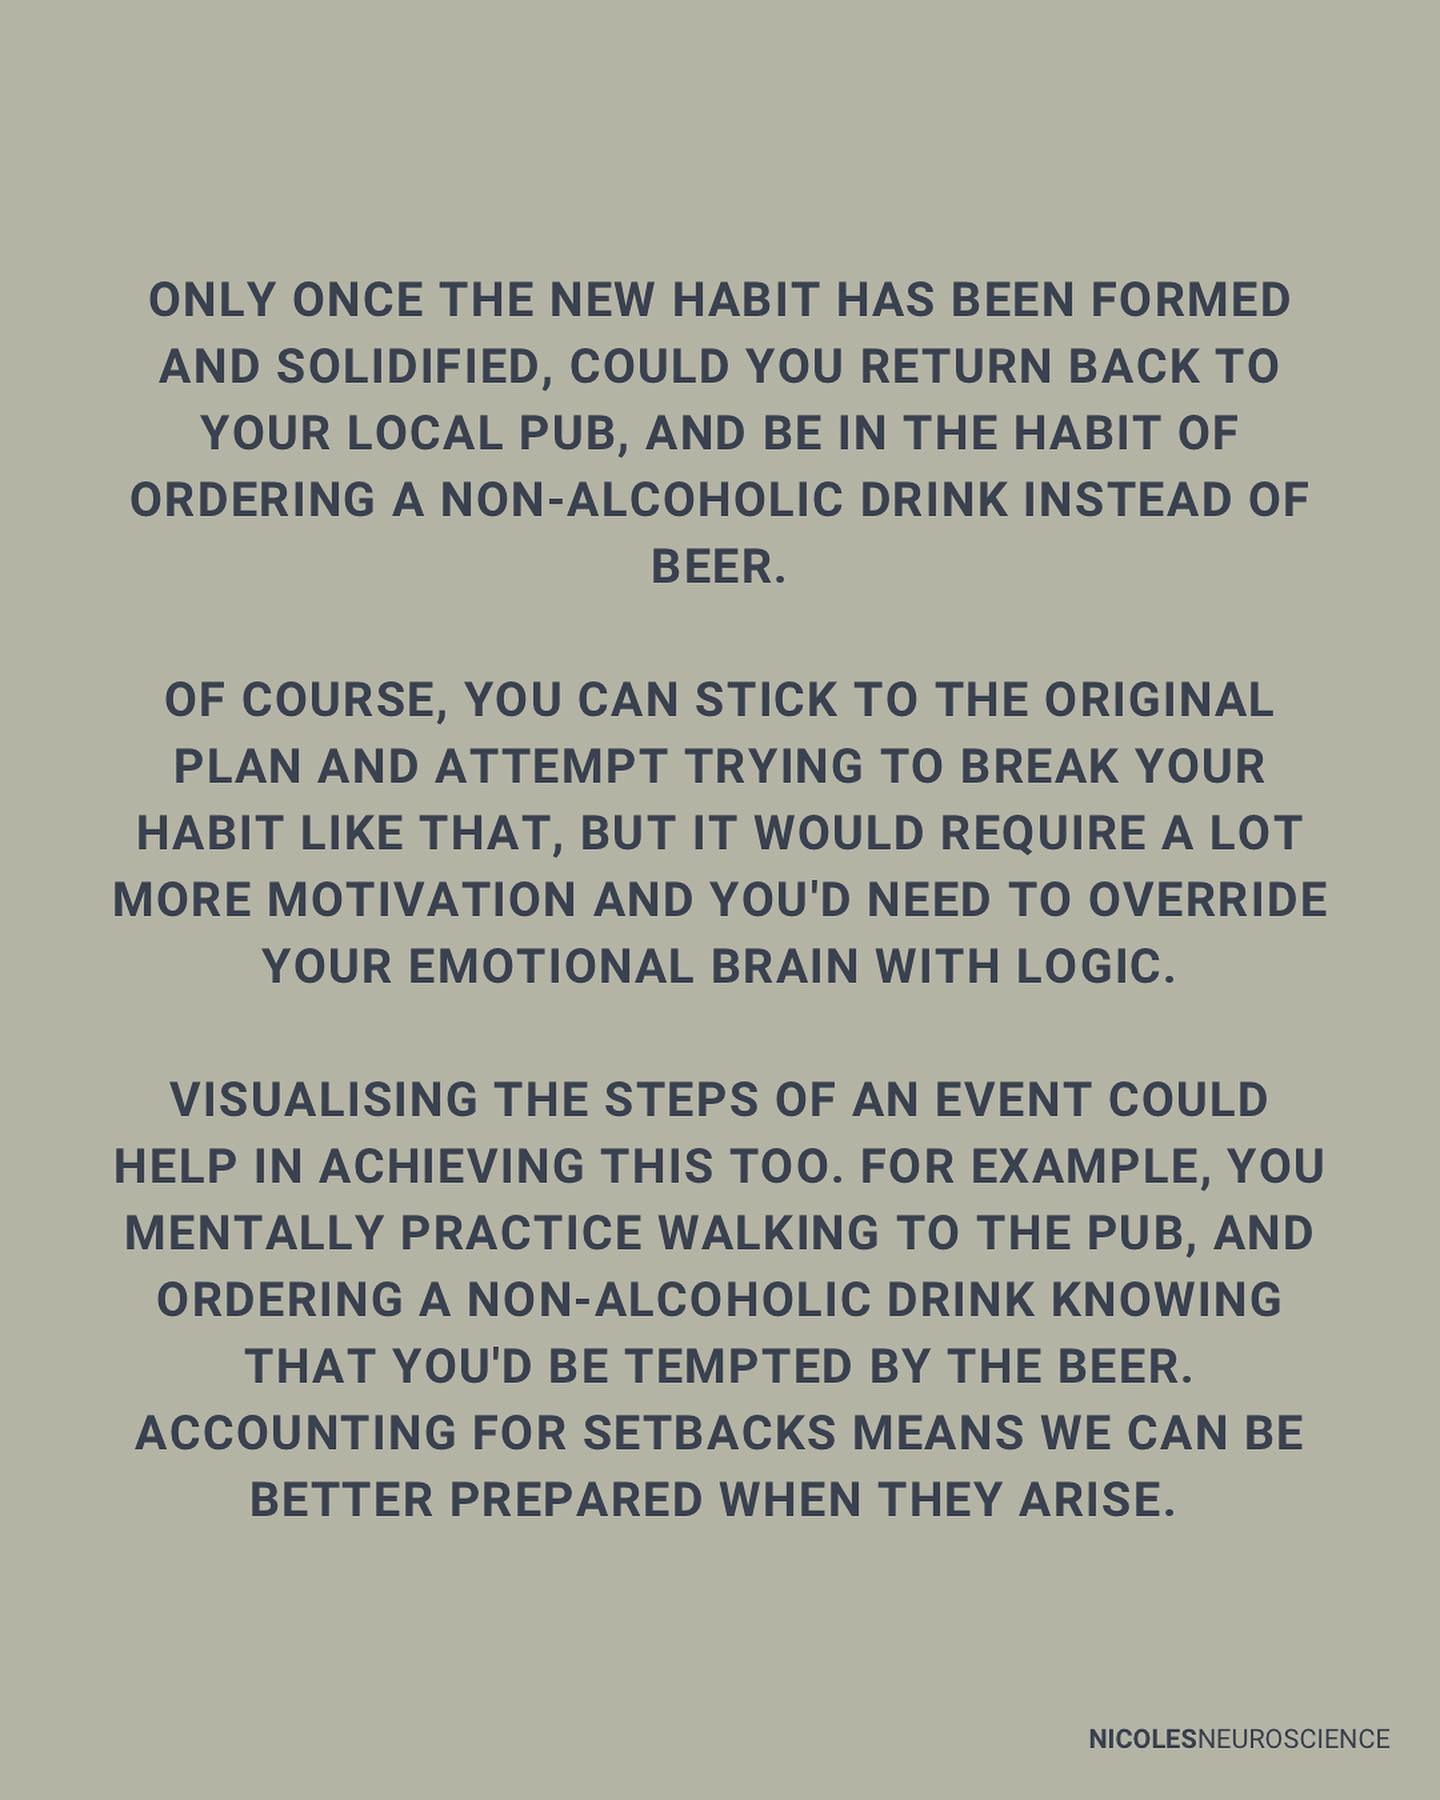 ONLY ONCE THE NEW HABIT HAS BEEN FORMED
AND SOLIDIFIED, COULD YOU RETURN BACK TO
YOUR LOCAL PUB, AND BE IN THE HABIT OF
ORDERING A NON-ALCOHOLIC DRINK INSTEAD OF
BEER.
OF COURSE, YOU CAN STICK TO THE ORIGINAL
PLAN AND ATTEMPT TRYING TO BREAK YOUR
HABIT LIKE THAT, BUT IT WOULD REQUIRE A LOT
MORE MOTIVATION AND YOU'D NEED TO OVERRIDE
YOUR EMOTIONAL BRAIN WITH LOGIC.
VISUALISING THE STEPS OF AN EVENT COULD
HELP IN ACHIEVING THIS TOO. FOR EXAMPLE, YOU
MENTALLY PRACTICE WALKING TO THE PUB, AND
ORDERING A NON-ALCOHOLIC DRINK KNOWING
THAT YOU'D BE TEMPTED BY THE BEER.
ACCOUNTING FOR SETBACKS MEANS WE CAN BE
BETTER PREPARED WHEN THEY ARISE.
NICOLESNEUROSCIENCE